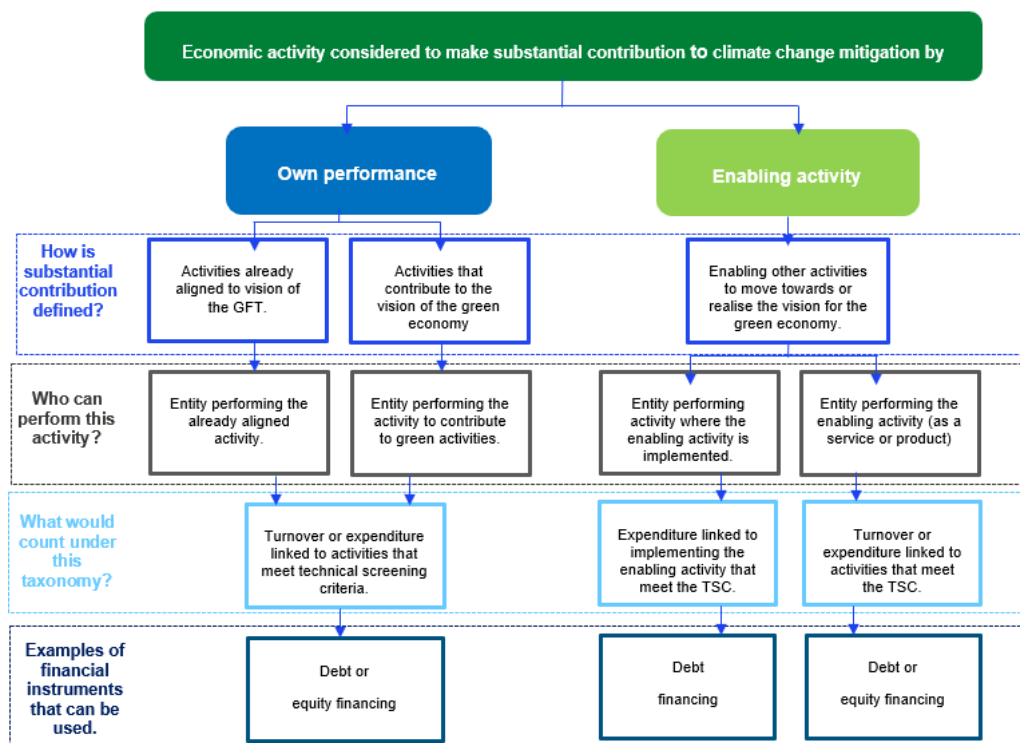 Economic activity considered to make substantial contribution to climate change mitigation by
Own performance
Enabling activity
How is
substantial
contribution
defined?
Activities already
aligned to vision of
the GFT.
Activities that
contribute to the
vision of the green
economy
Enabling other activities
to move towards or
realise the vision for the
green economy.
Who can
perform this
activity?
Entity performing the
already aligned
activity.
Entity performing the
activity to contribute
to green activities.
Entity performing
activity where the
enabling activity is
implemented.
Entity performing the
enabling activity (as a
service or product)
What would
count under
this
taxonomy?
Turnover or expenditure
linked to activities that
meet technical screening
criteria.
Expenditure linked to
implementing the
enabling activity that
meet the TSC.
Turnover or
expenditure linked to
activities that meet
the TSC.
Examples of
financial
instruments
that can be
used.
Debt or
equity financing
Debt
financing
Debt or
equity financing